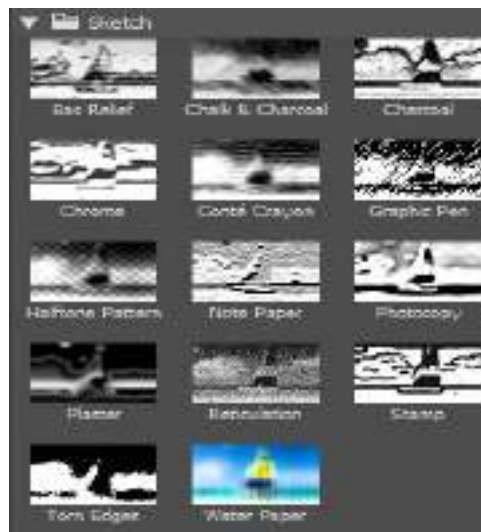 Sketch
Bas Relief Chalk & Charcoal Charcoal
Chrome Conté Crayon Graphic Pen
Halftone Pattern Note Paper Photocopy
Plaster Reticulation Stamp
Torn Edges Water Paper